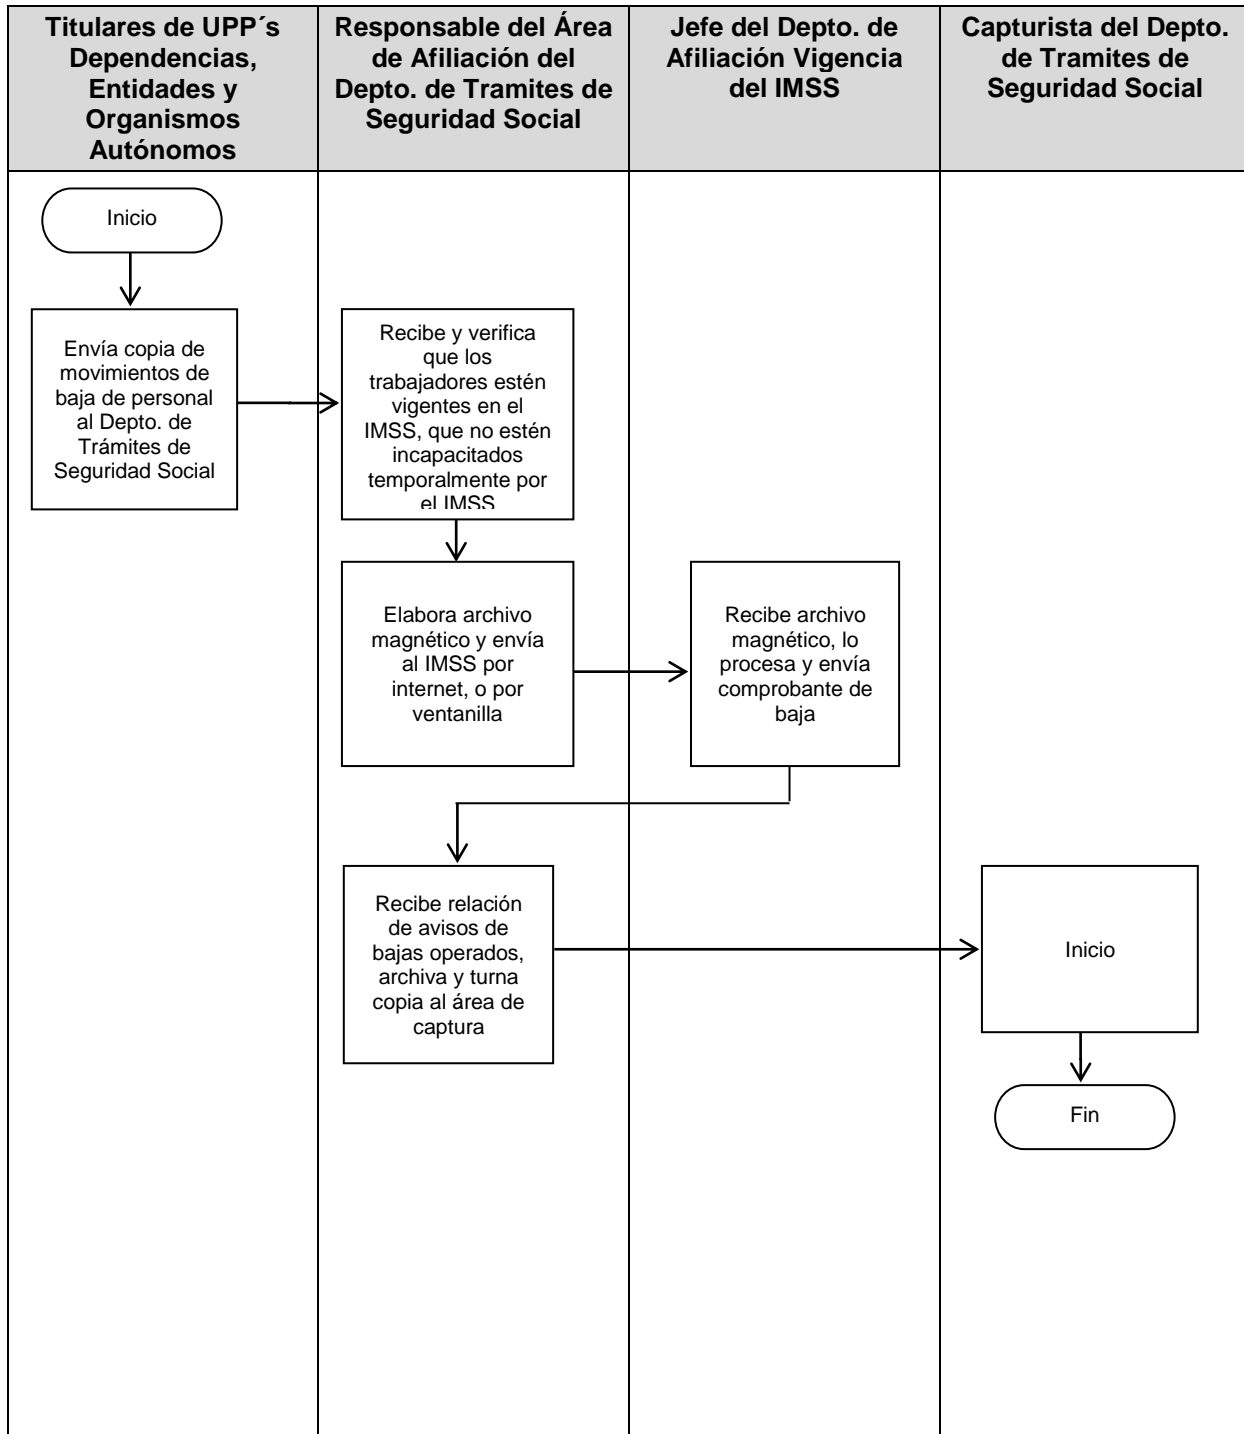 Titulares de UPP´s
Dependencias,
Entidades y
Organismos
Autónomos
Responsable del Área
de Afiliación del
Depto. de Tramites de
Seguridad Social
Jefe del Depto. de
Afiliación Vigencia
del IMSS
Capturista del Depto.
de Tramites de
Seguridad Social
Inicio
Envía copia de
movimientos de
baja de personal
al Depto. de
Trámites de
Seguridad Social
Recibe y verifica
que los
trabajadores estén
vigentes en el
IMSS, que no estén
incapacitados
temporalmente por
el IMSS
Elabora archivo
magnético y envía
al IMSS por
internet, o por
ventanilla
Recibe archivo
magnético, lo
procesa y envía
comprobante de
baja
Recibe relación
de avisos de
bajas operados,
archiva y turna
copia al área de
captura
Inicio
Fin